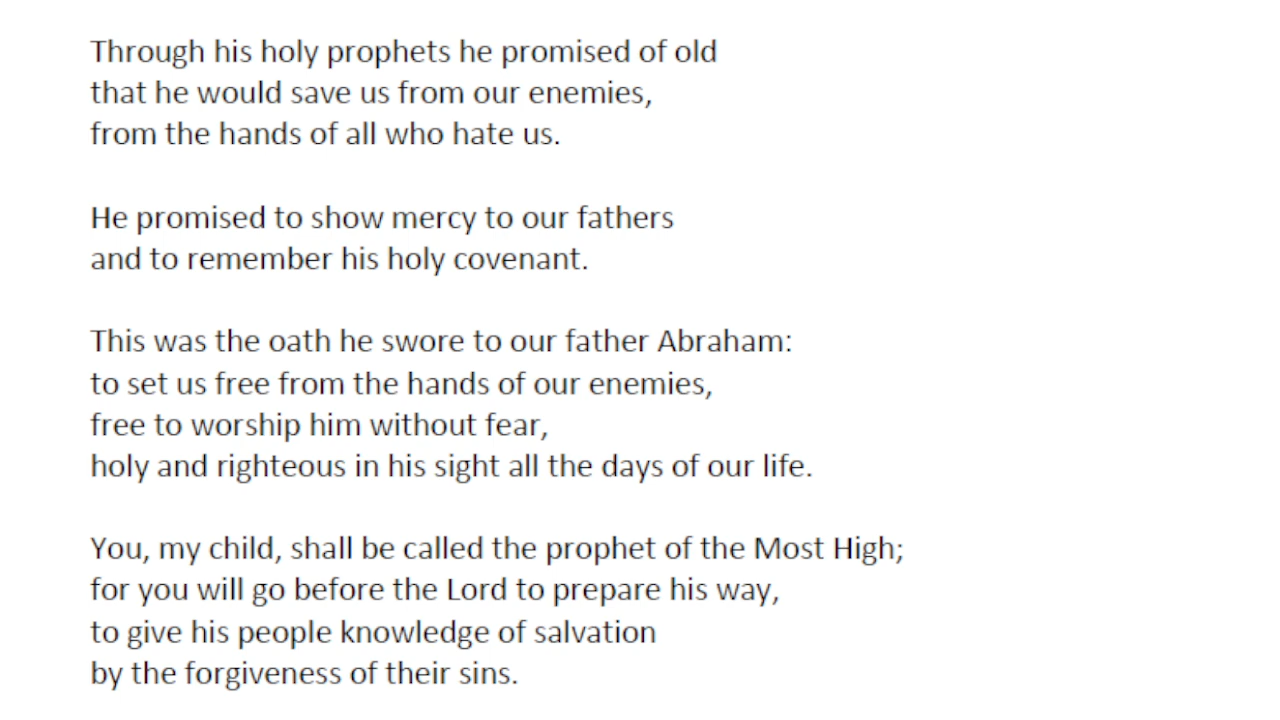 Through his holy prophets he promised of old
that he would save us from our enemies,
from the hands of all who hate us.
He promised to show mercy to our fathers
and to remember his holy covenant.
This was the oath he swore to our father Abraham:
to set us free from the hands of our enemies,
free to worship him without fear,
holy and righteous in his sight all the days of our life.
You, my child, shall be called the prophet of the Most High;
for you will go before the Lord to prepare his way,
to give his people knowledge of salvation
by the forgiveness of their sins.